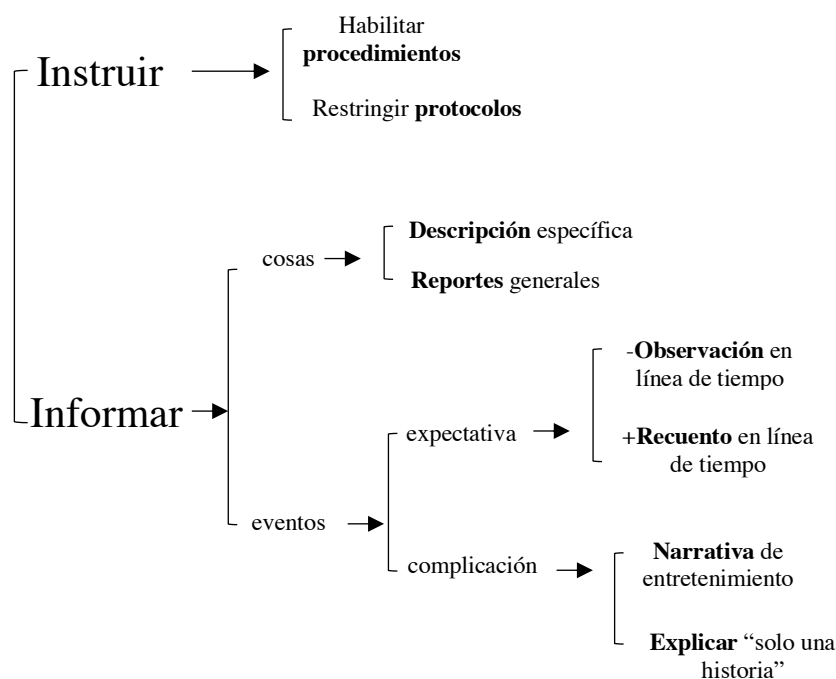 Habilitar
procedimientos
Instruir
Restringir protocolos
Descripción específica
cosas
Reportes generales
-Observación en
línea de tiempo
Informar
expectativa
+Recuento en línea
de tiempo
eventos
Narrativa de
entretenimiento
complicación
Explicar “solo una
historia”